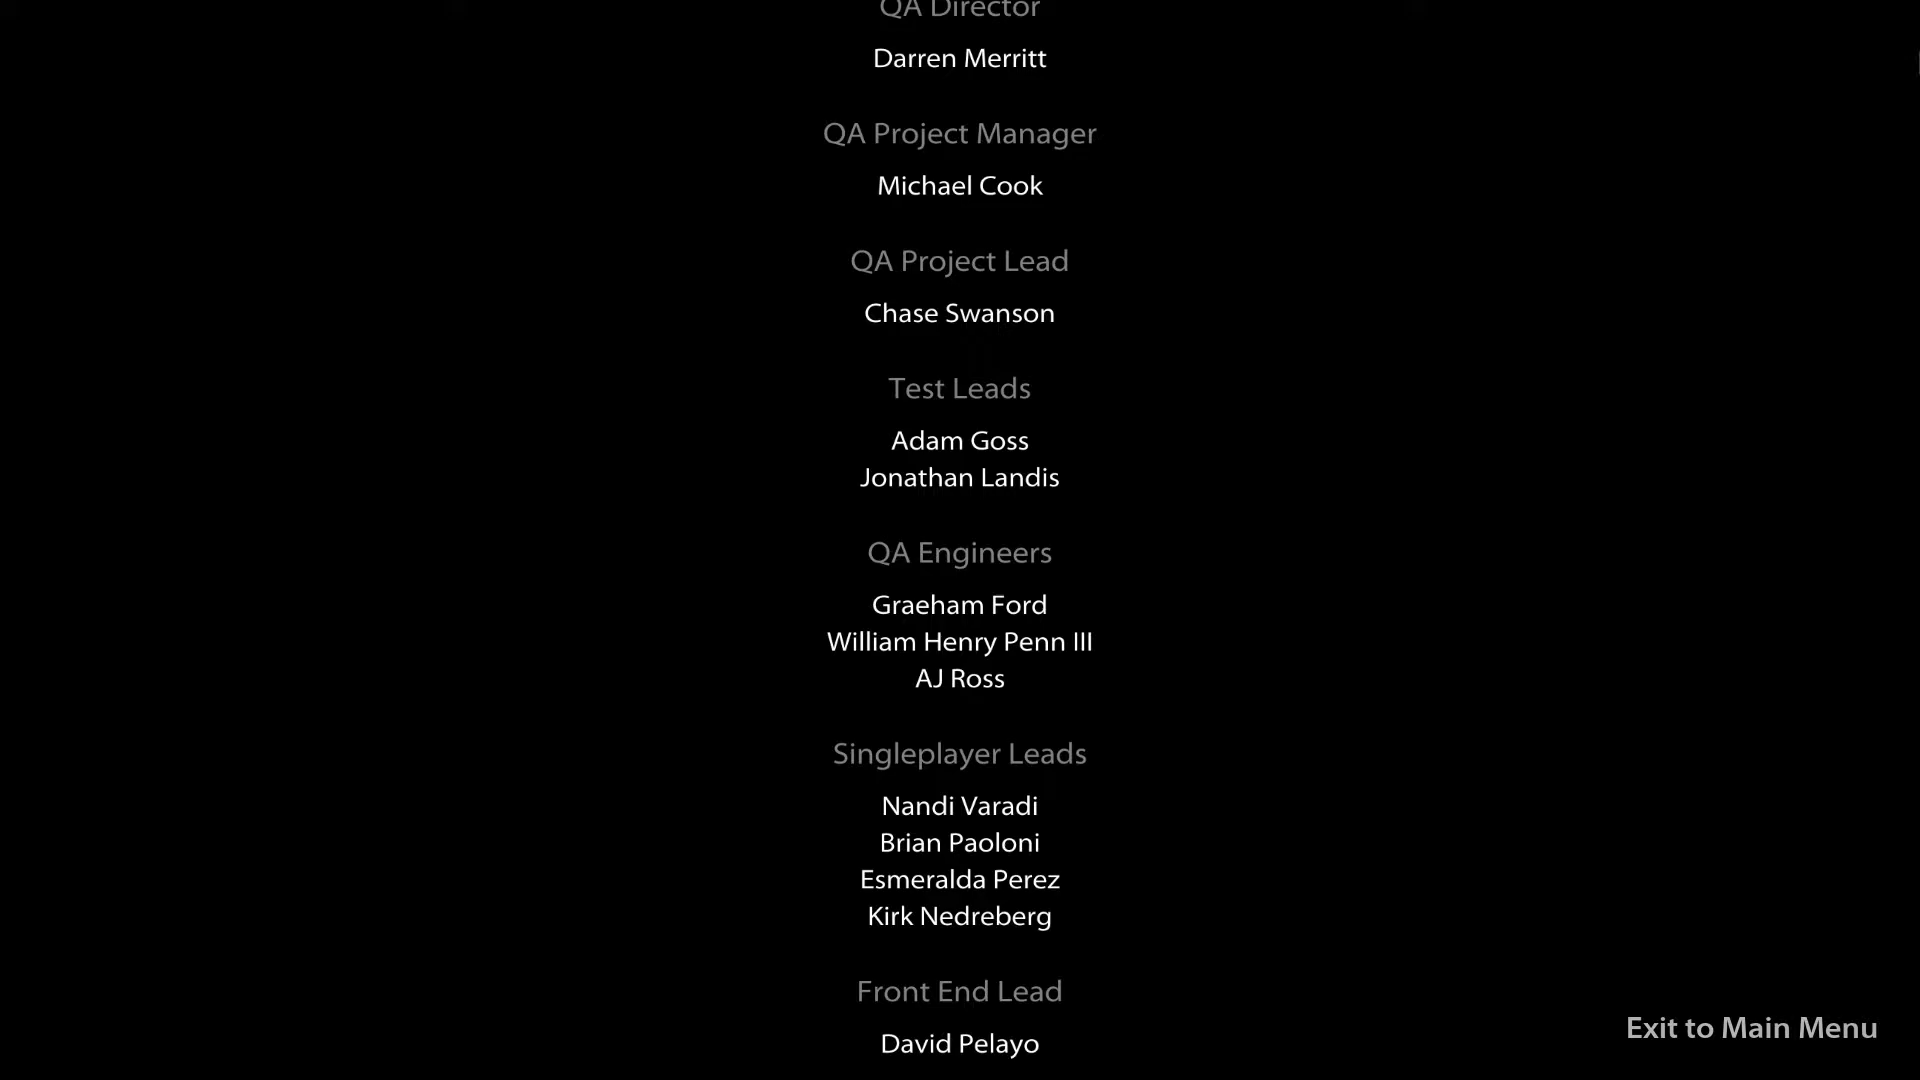 QA Director
Darren Merritt
QA Project Manager
Michael Cook
QA Project Lead
Chase Swanson
Test Leads
Adam Goss
Jonathan Landis
QA Engineers
Graeham Ford
William Henry Penn III
AJ Ross
Singleplayer Leads
Nandi Varadi
Brian Paoloni
Esmeralda Perez
Kirk Nedreberg
Front End Lead
David Pelayo
Exit to Main Menu